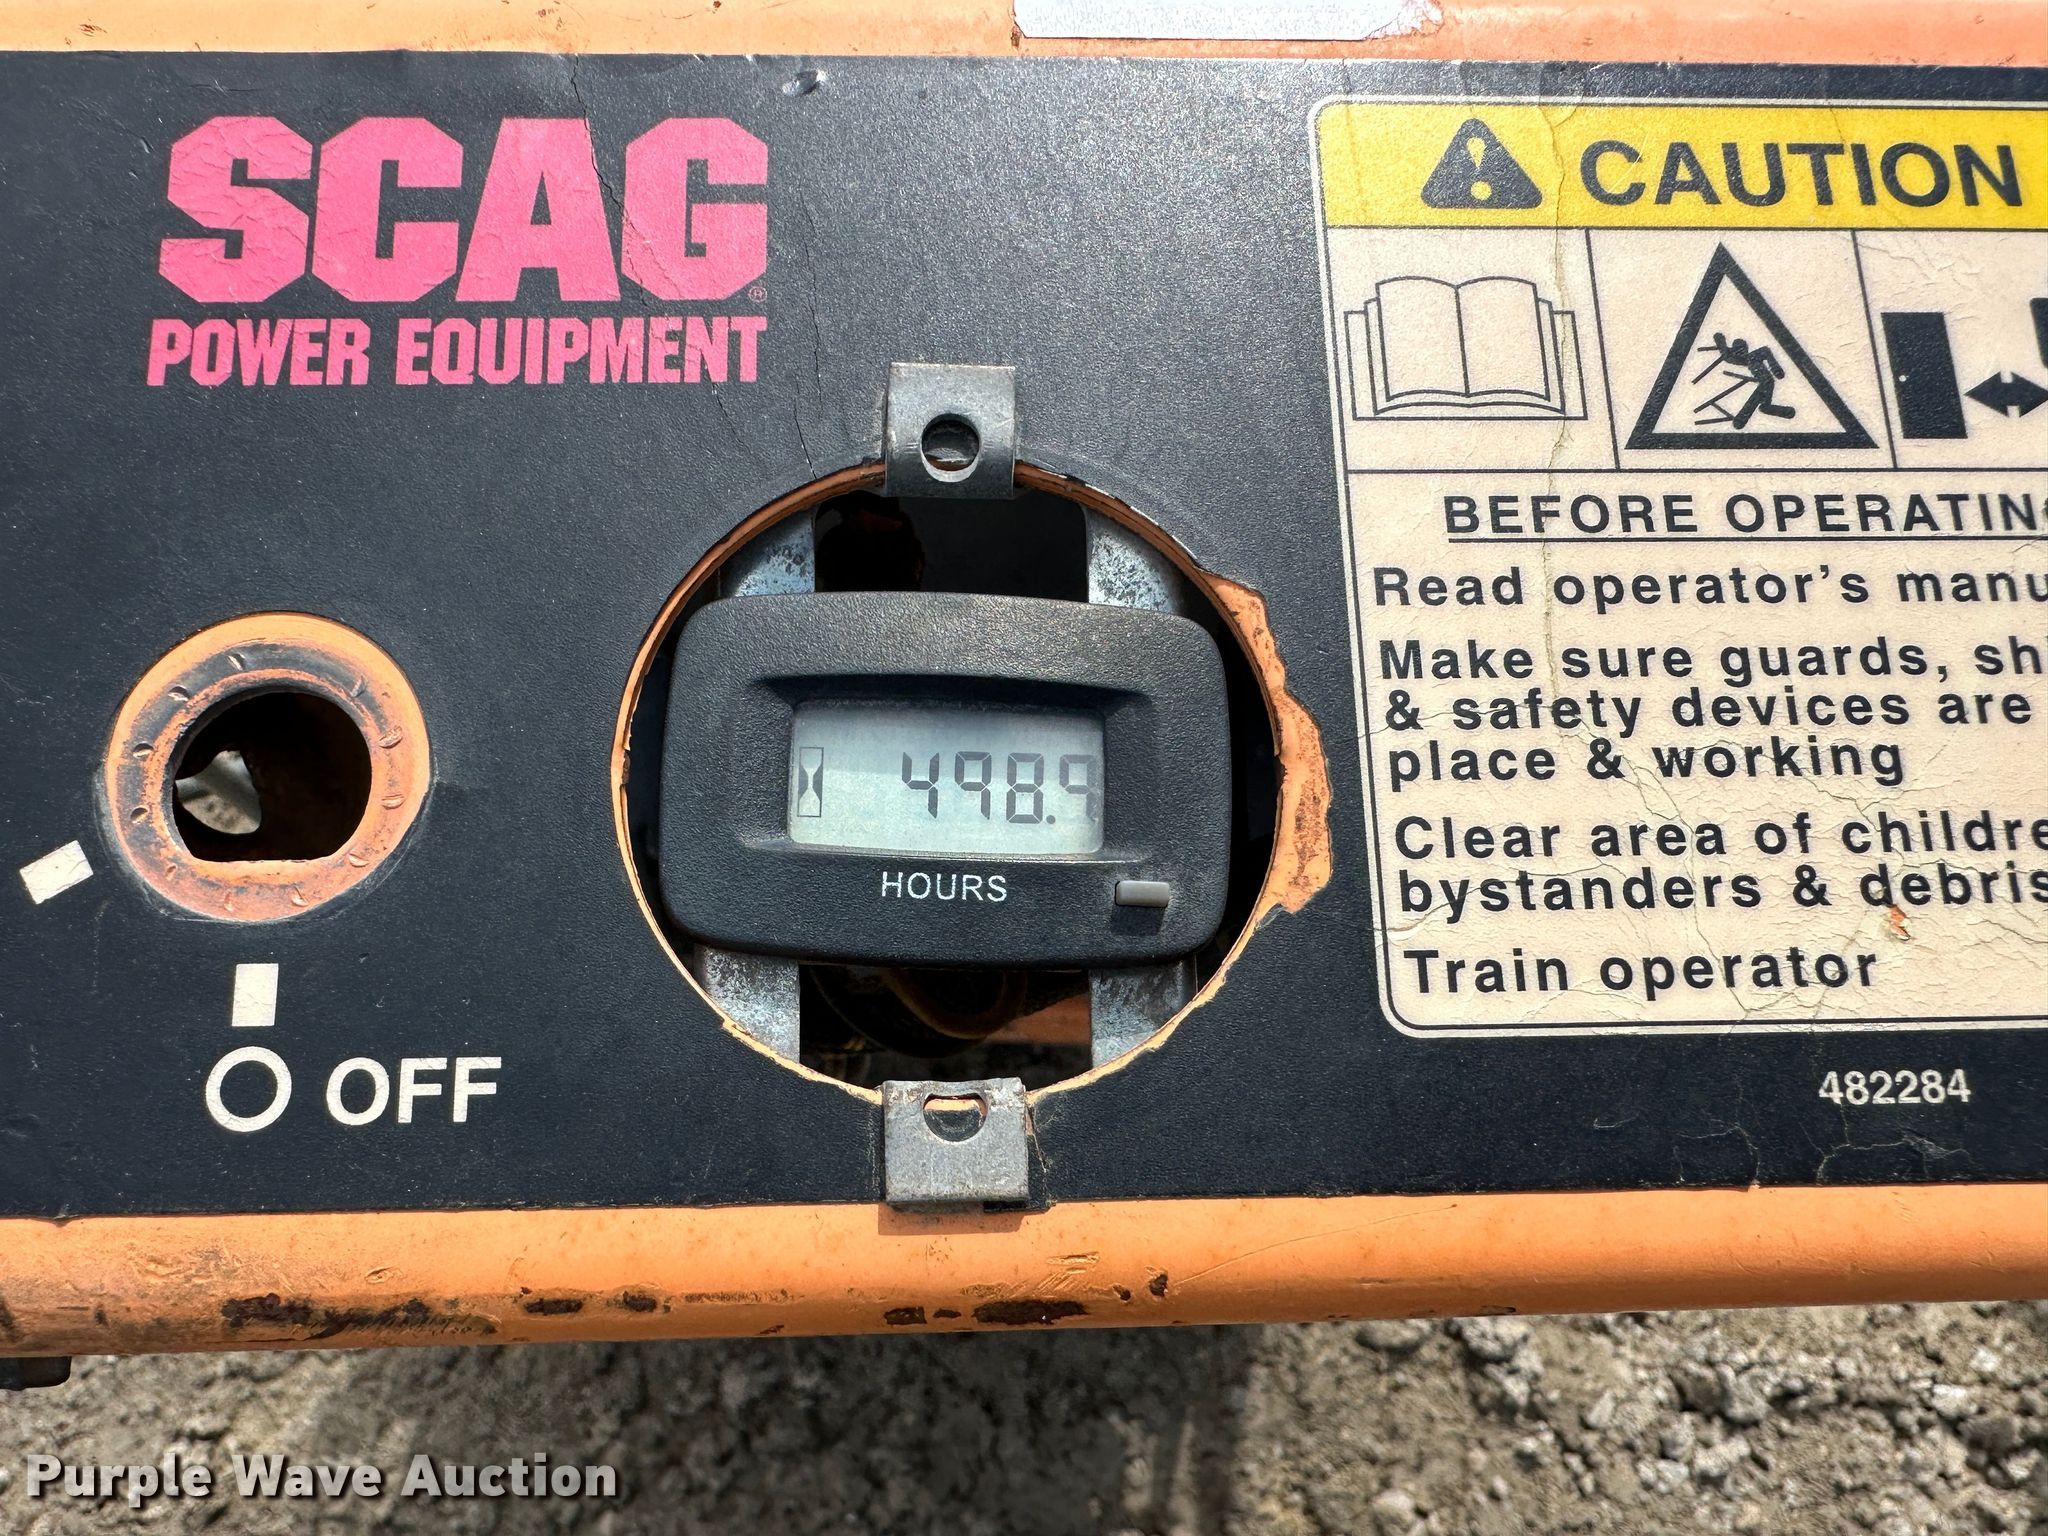 SCAG®
POWER EQUIPMENT
CAUTION
BEFORE OPERATING
Read operator's manu
Make sure guards, sh
& safety devices are
place & working
Clear area of childre
bystanders & debris
Train operator
482284
498.9
HOURS
OFF
Purple Wave Auction